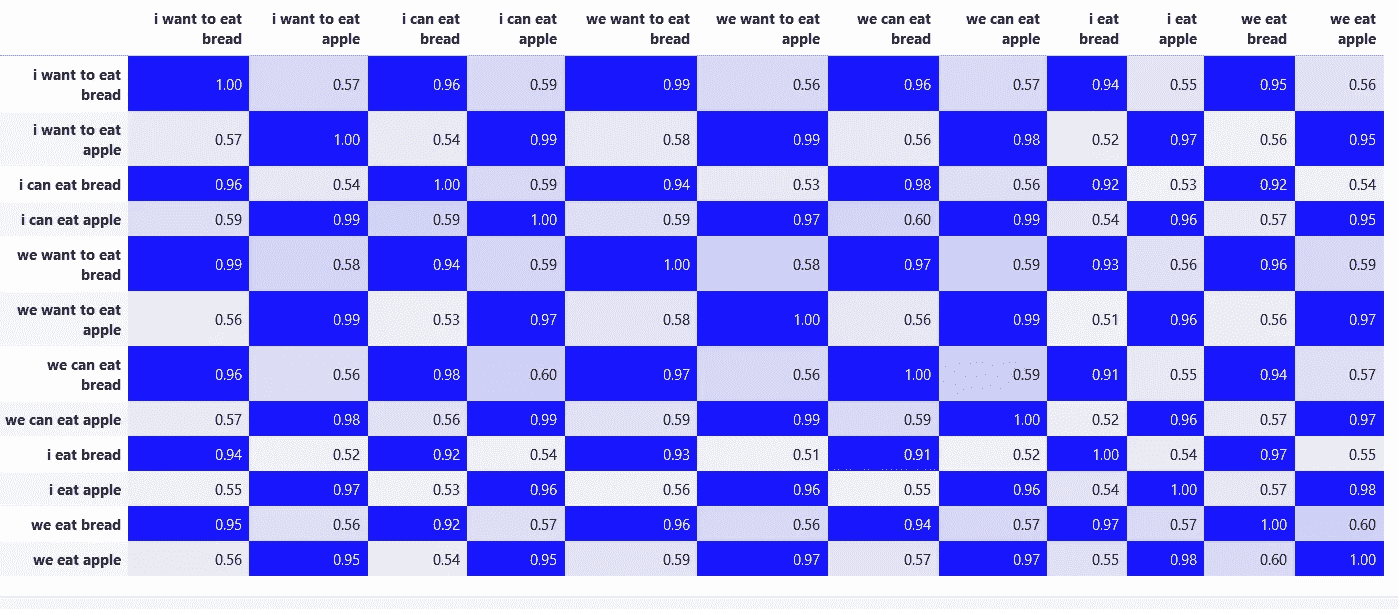 i want to eat i want to eat i can eat i can eat we want to eat we want to eat we can eat we can eat i eat i eat we eat we eat
bread apple bread apple bread apple bread apple bread apple bread apple
i want to eat
bread 1.00 0.57 0.96 0.59 0.99 0.56 0.96 0.57 0.94 0.55 0.95 0.56
i want to eat
apple 0.57 1.00 0.54 0.99 0.58 0.99 0.56 0.98 0.52 0.97 0.56 0.95
i can eat bread 0.96 0.54 1.00 0.59 0.94 0.53 0.98 0.56 0.92 0.53 0.92 0.54
i can eat apple 0.59 0.99 0.59 1.00 0.59 0.97 0.60 0.99 0.54 0.96 0.57 0.95
we want to eat
bread 0.99 0.58 0.94 0.59 1.00 0.58 0.97 0.59 0.93 0.56 0.96 0.59
we want to eat
apple 0.56 0.99 0.53 0.97 0.58 1.00 0.56 0.99 0.51 0.96 0.56 0.97
we can eat
bread 0.96 0.56 0.98 0.60 0.97 0.56 1.00 0.59 0.91 0.55 0.94 0.57
we can eat apple 0.57 0.98 0.56 0.99 0.59 0.99 0.59 1.00 0.52 0.96 0.57 0.97
i eat bread 0.94 0.52 0.92 0.54 0.93 0.51 0.91 0.52 1.00 0.54 0.97 0.55
i eat apple 0.55 0.97 0.53 0.96 0.56 0.96 0.55 0.96 0.54 1.00 0.57 0.98
we eat bread 0.95 0.56 0.92 0.57 0.96 0.56 0.94 0.57 0.97 0.57 1.00 0.60
we eat apple 0.56 0.95 0.54 0.95 0.59 0.97 0.57 0.97 0.55 0.98 0.60 1.00